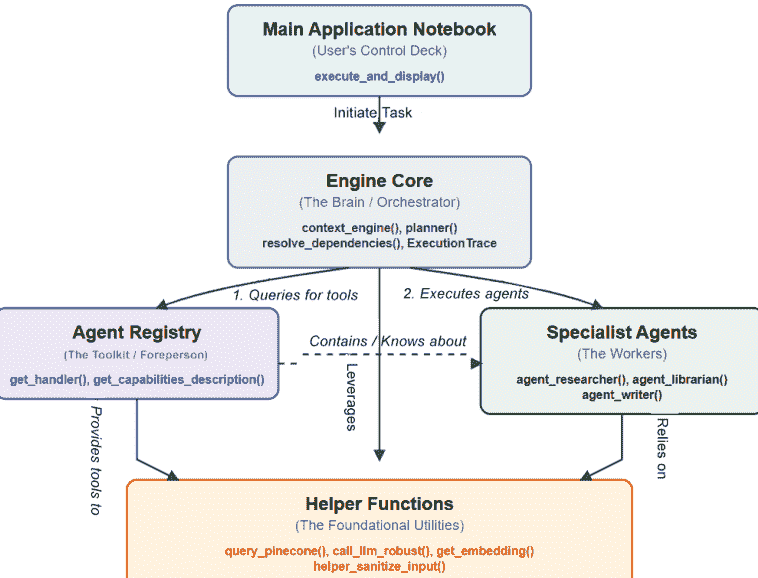 Main Application Notebook
(User's Control Deck)
execute_and_display()
Initiate Task
Engine Core
(The Brain / Orchestrator)
context_engine(), planner()
resolve_dependencies(), ExecutionTrace
1. Queries for tools
2. Executes agents
Agent Registry
(The Toolkit / Foreperson)
get_handler(), get_capabilities_description()
Contains / Knows about
Specialist Agents
(The Workers)
agent_researcher(), agent_librarian()
agent_writer()
Provides tools to
Leverages
Relies on
Helper Functions
(The Foundational Utilities)
query_pinecone(), call_llm_robust(), get_embedding()
helper_sanitize_input()